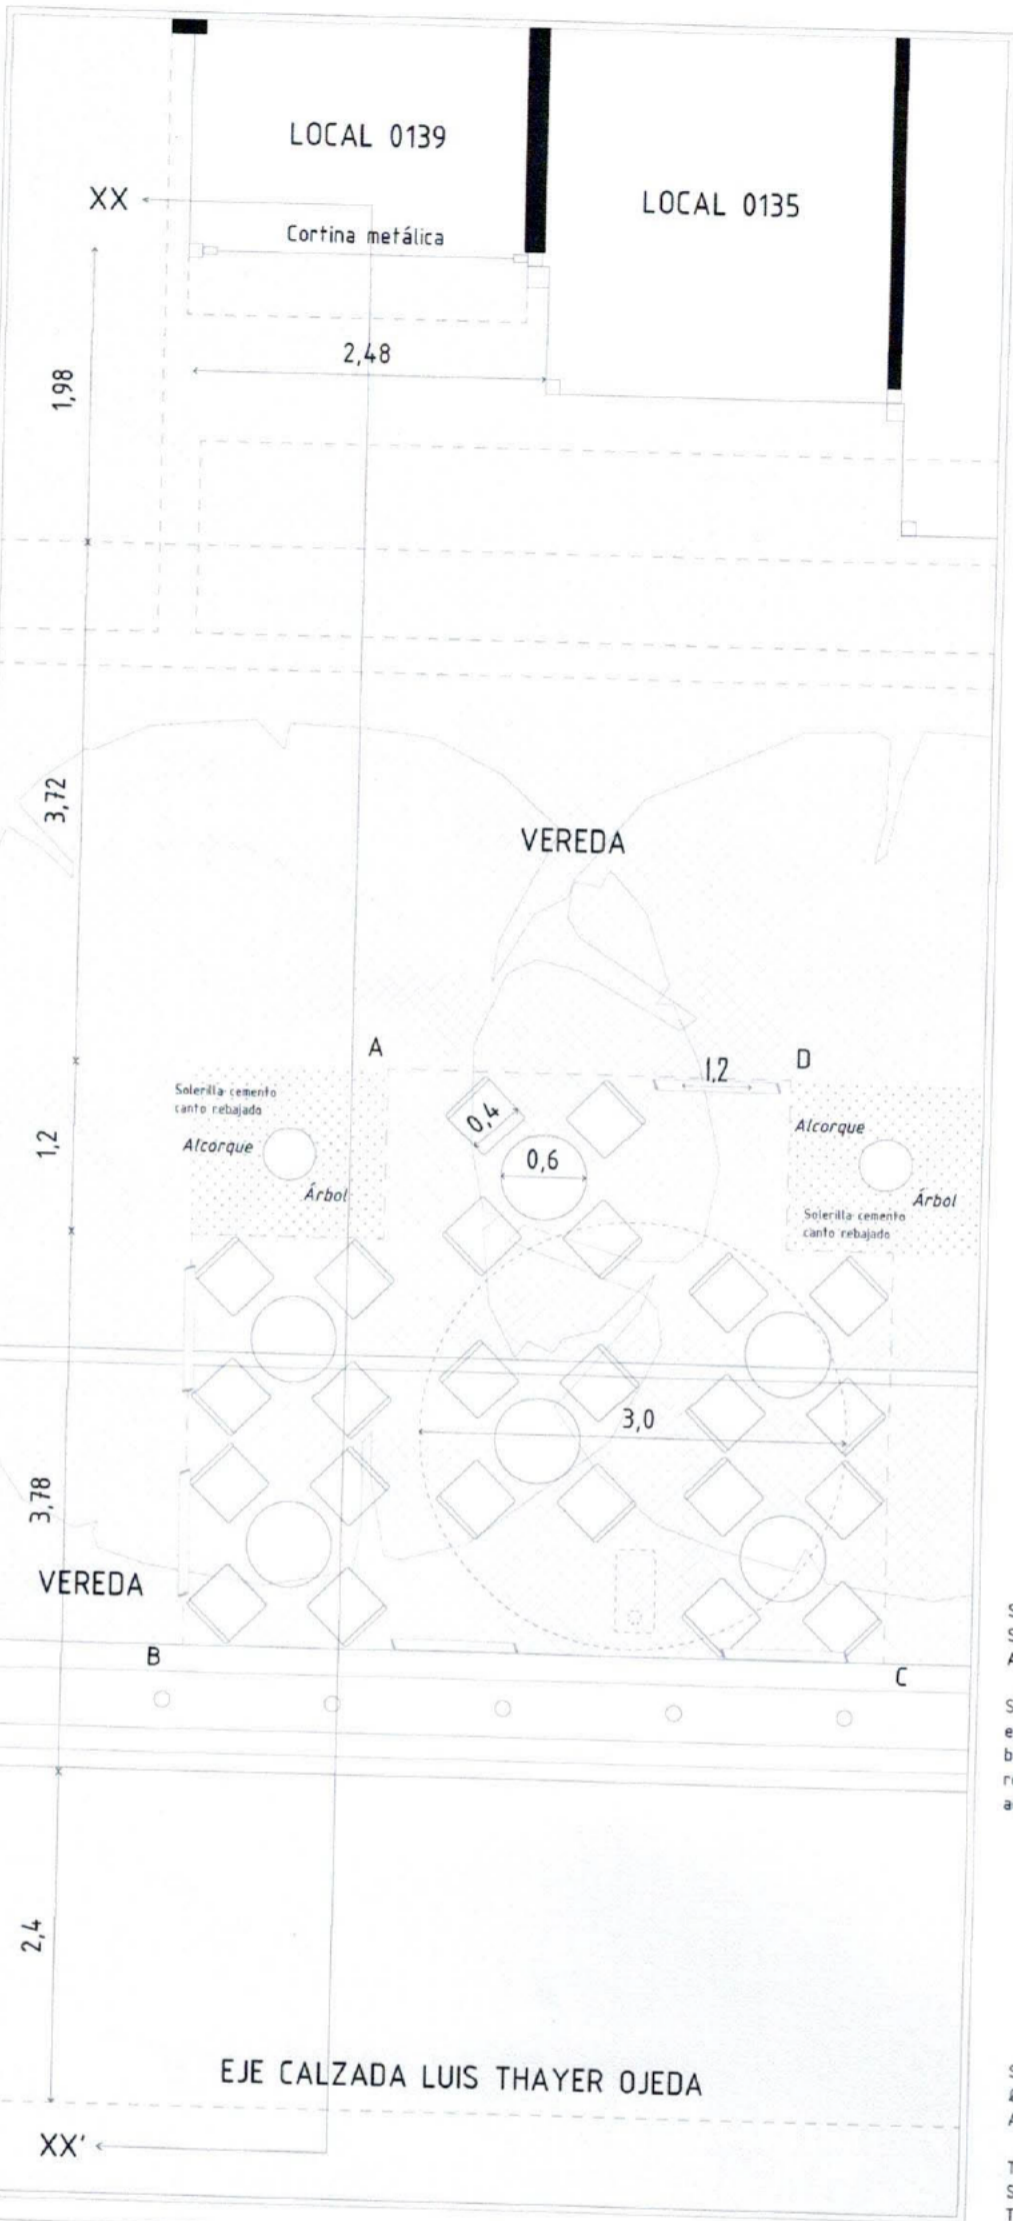 LOCAL 0139
LOCAL 0135
XX
Cortina metálica
2,48
1,98
3,72
VEREDA
A
D
1,2
Solerilla cemento
canto rebajado
Alcorque
Árbol
1,2
0,4
0,6
Alcorque
Árbol
Solerilla cemento
canto rebajado
3,0
3,78
VEREDA
B
C
2,4
EJE CALZADA LUIS THAYER OJEDA
XX'